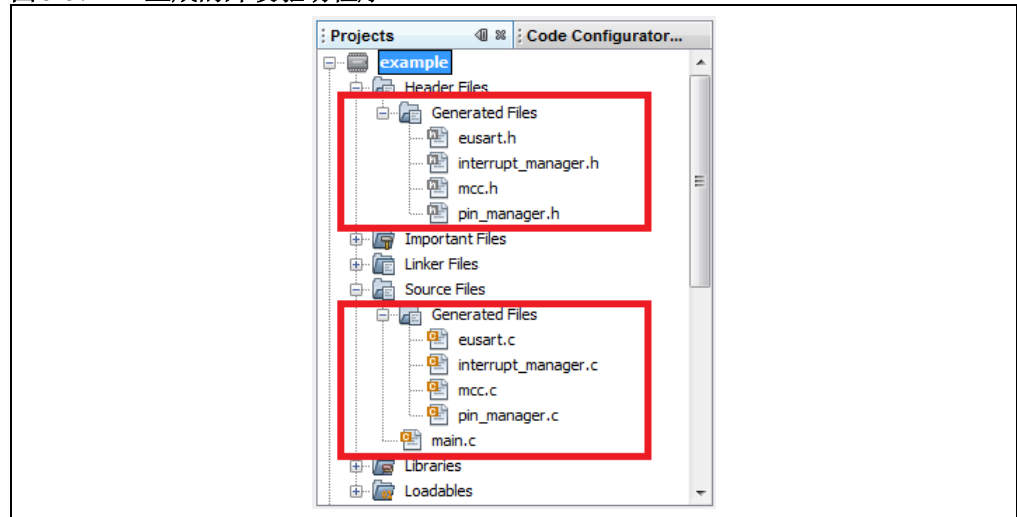 Projects Code Configurator...
example
Header Files
Generated Files
eusart.h
interrupt_manager.h
mcc.h
pin_manager.h
Important Files
Linker Files
Source Files
Generated Files
eusart.c
interrupt_manager.c
mcc.c
pin_manager.c
main.c
Libraries
Loadables